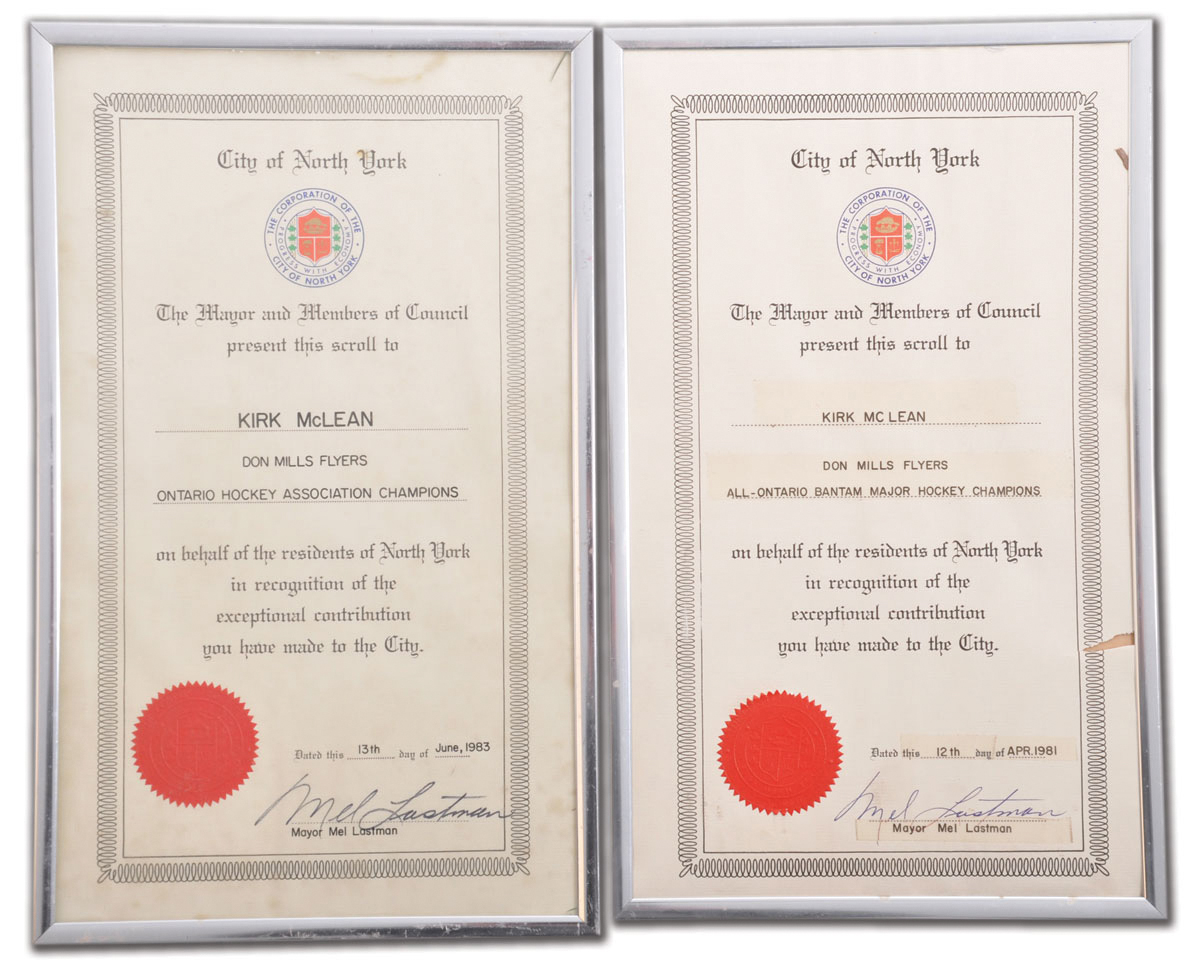 City of North York
THE CORPORATION OF THE
CITY OF NORTH YORK
PROGRESS WITH ECONOMY
The Mayor and Members of Council
present this scroll to
KIRK McLEAN
DON MILLS FLYERS
ONTARIO HOCKEY ASSOCIATION CHAMPIONS
on behalf of the residents of North York
in recognition of the
exceptional contribution
you have made to the City.
Dated this 13th day of June, 1983
Mel Lastman
Mayor Mel Lastman
City of North York
THE CORPORATION OF THE
CITY OF NORTH YORK
PROGRESS WITH ECONOMY
The Mayor and Members of Council
present this scroll to
KIRK MC LEAN
DON MILLS FLYERS
ALL-ONTARIO BANTAM MAJOR HOCKEY CHAMPIONS
on behalf of the residents of North York
in recognition of the
exceptional contribution
you have made to the City.
Dated this 12th day of APR. 1981
Mel Lastman
Mayor Mel Lastman